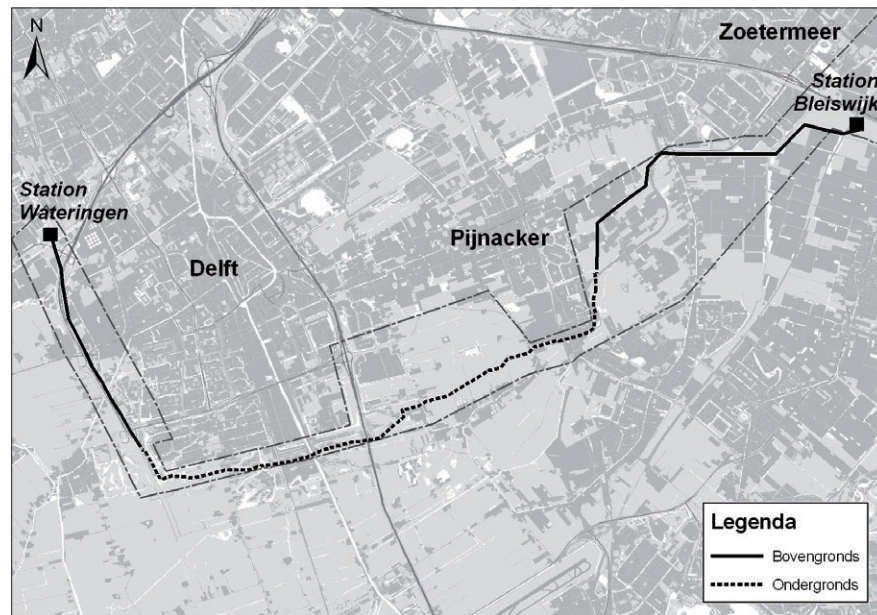 N
Zoetermeer
Station
Bleiswijk
Station
Wateringen
Pijnacker
Delft
Legenda
Bovengronds
Ondergronds